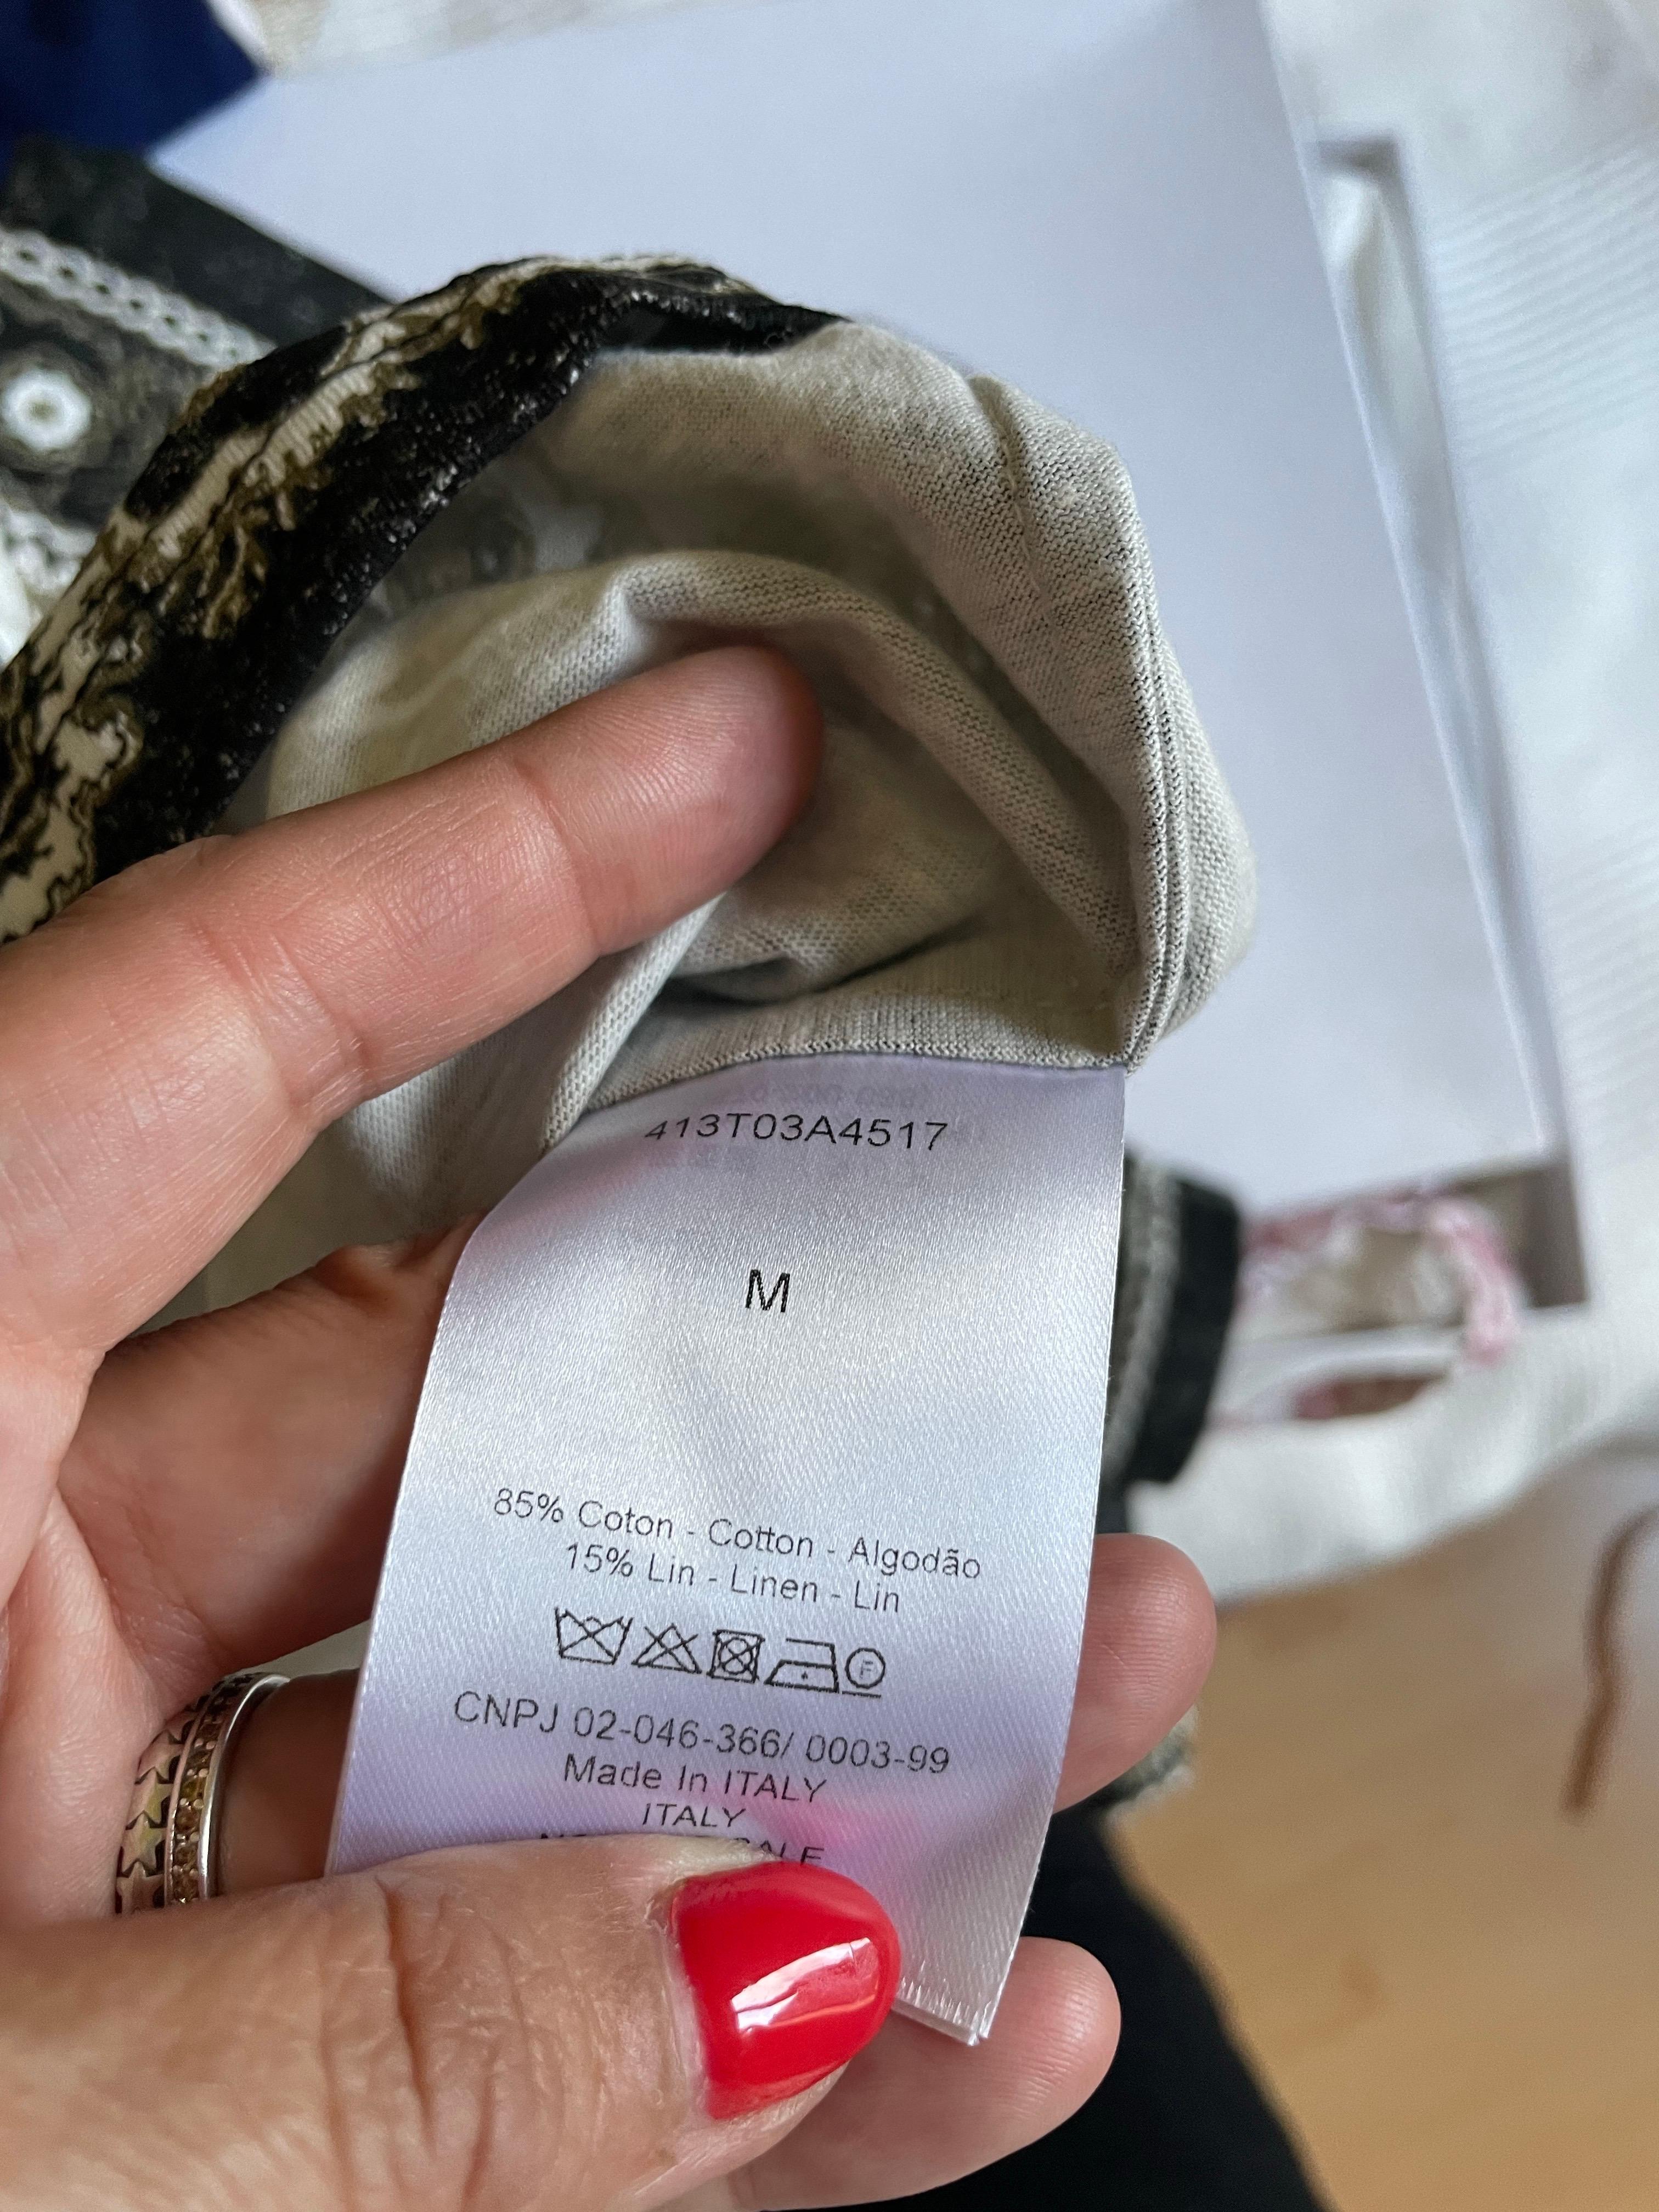 413T03A4517
M
85% Coton - Cotton - Algodão
15% Lin - Linen - Lin
F
CNPJ 02-046-366/ 0003-99
Made In ITALY
ITALY